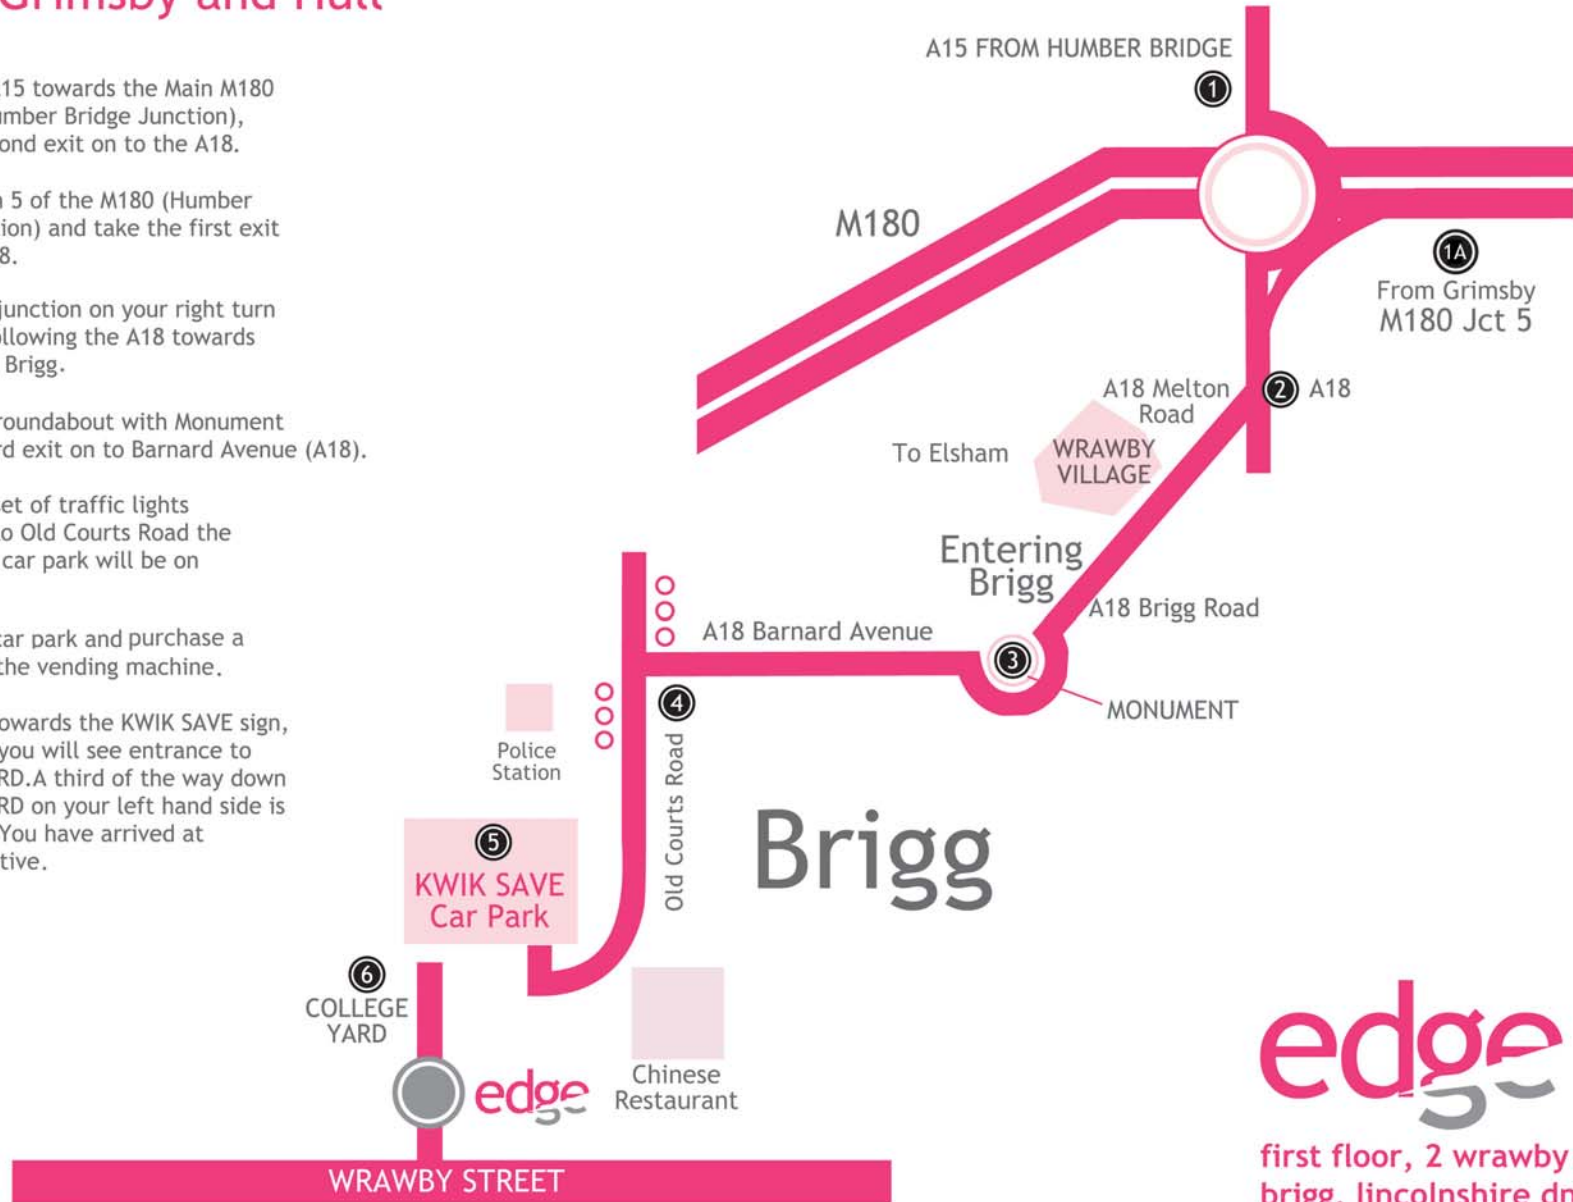 Grimsby and Hull
15 towards the Main M180
umber Bridge Junction),
ond exit on to the A18.
5 of the M180 (Humber
tion) and take the first exit
8.
junction on your right turn
ollowing the A18 towards
Brigg.
roundabout with Monument
rd exit on to Barnard Avenue (A18).
et of traffic lights
o Old Courts Road the
car park will be on
car park and purchase a
the vending machine.
owards the KWIK SAVE sign,
you will see entrance to
RD.A third of the way down
RD on your left hand side is
You have arrived at
tive.
A15 FROM HUMBER BRIDGE
1
M180
1A
From Grimsby
M180 Jct 5
A18 Melton
Road
2 A18
To Elsham
WRAWBY
VILLAGE
Entering
Brigg
A18 Brigg Road
A18 Barnard Avenue
3
MONUMENT
4
Old Courts Road
Police
Station
Brigg
5
KWIK SAVE
Car Park
6
COLLEGE
YARD
edge
Chinese
Restaurant
WRAWBY STREET
edge
first floor, 2 wrawby
brigg, lincolnshire dn